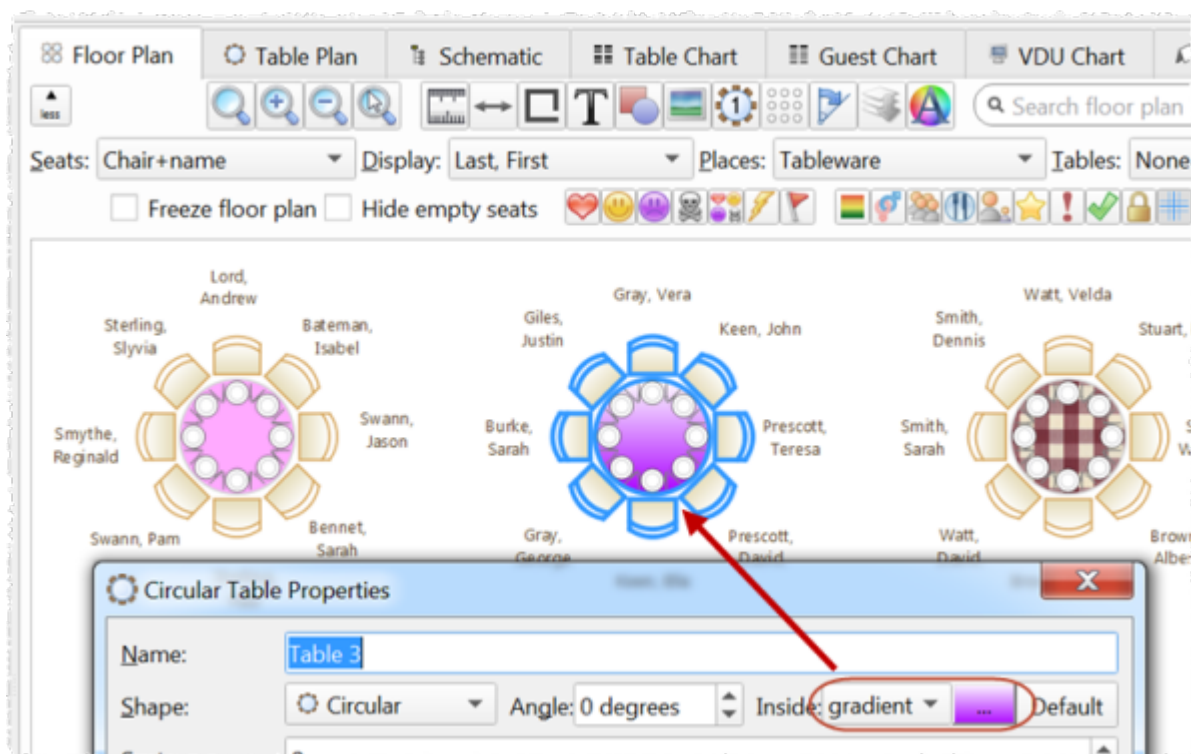 Floor Plan Table Plan Schematic Table Chart Guest Chart VDU Chart
less T 1 A Search floor plan
Seats: Chair+name Display: Last, First Places: Tableware Tables: None
Freeze floor plan Hide empty seats
Lord,
Andrew
Sterling,
Slyvia
Bateman,
Isabel
Smythe,
Reginald
Swann,
Jason
Swann, Pam
Bennet,
Sarah
Gray, Vera
Giles,
Justin
Keen, John
Burke,
Sarah
Prescott,
Teresa
Gray,
George
Prescott,
David
Watt, Velda
Smith,
Dennis
Stuart,
Smith,
Sarah
Watt,
David
Circular Table Properties
Name: Table 3
Shape: Circular Angle: 0 degrees Inside: gradient ... Default